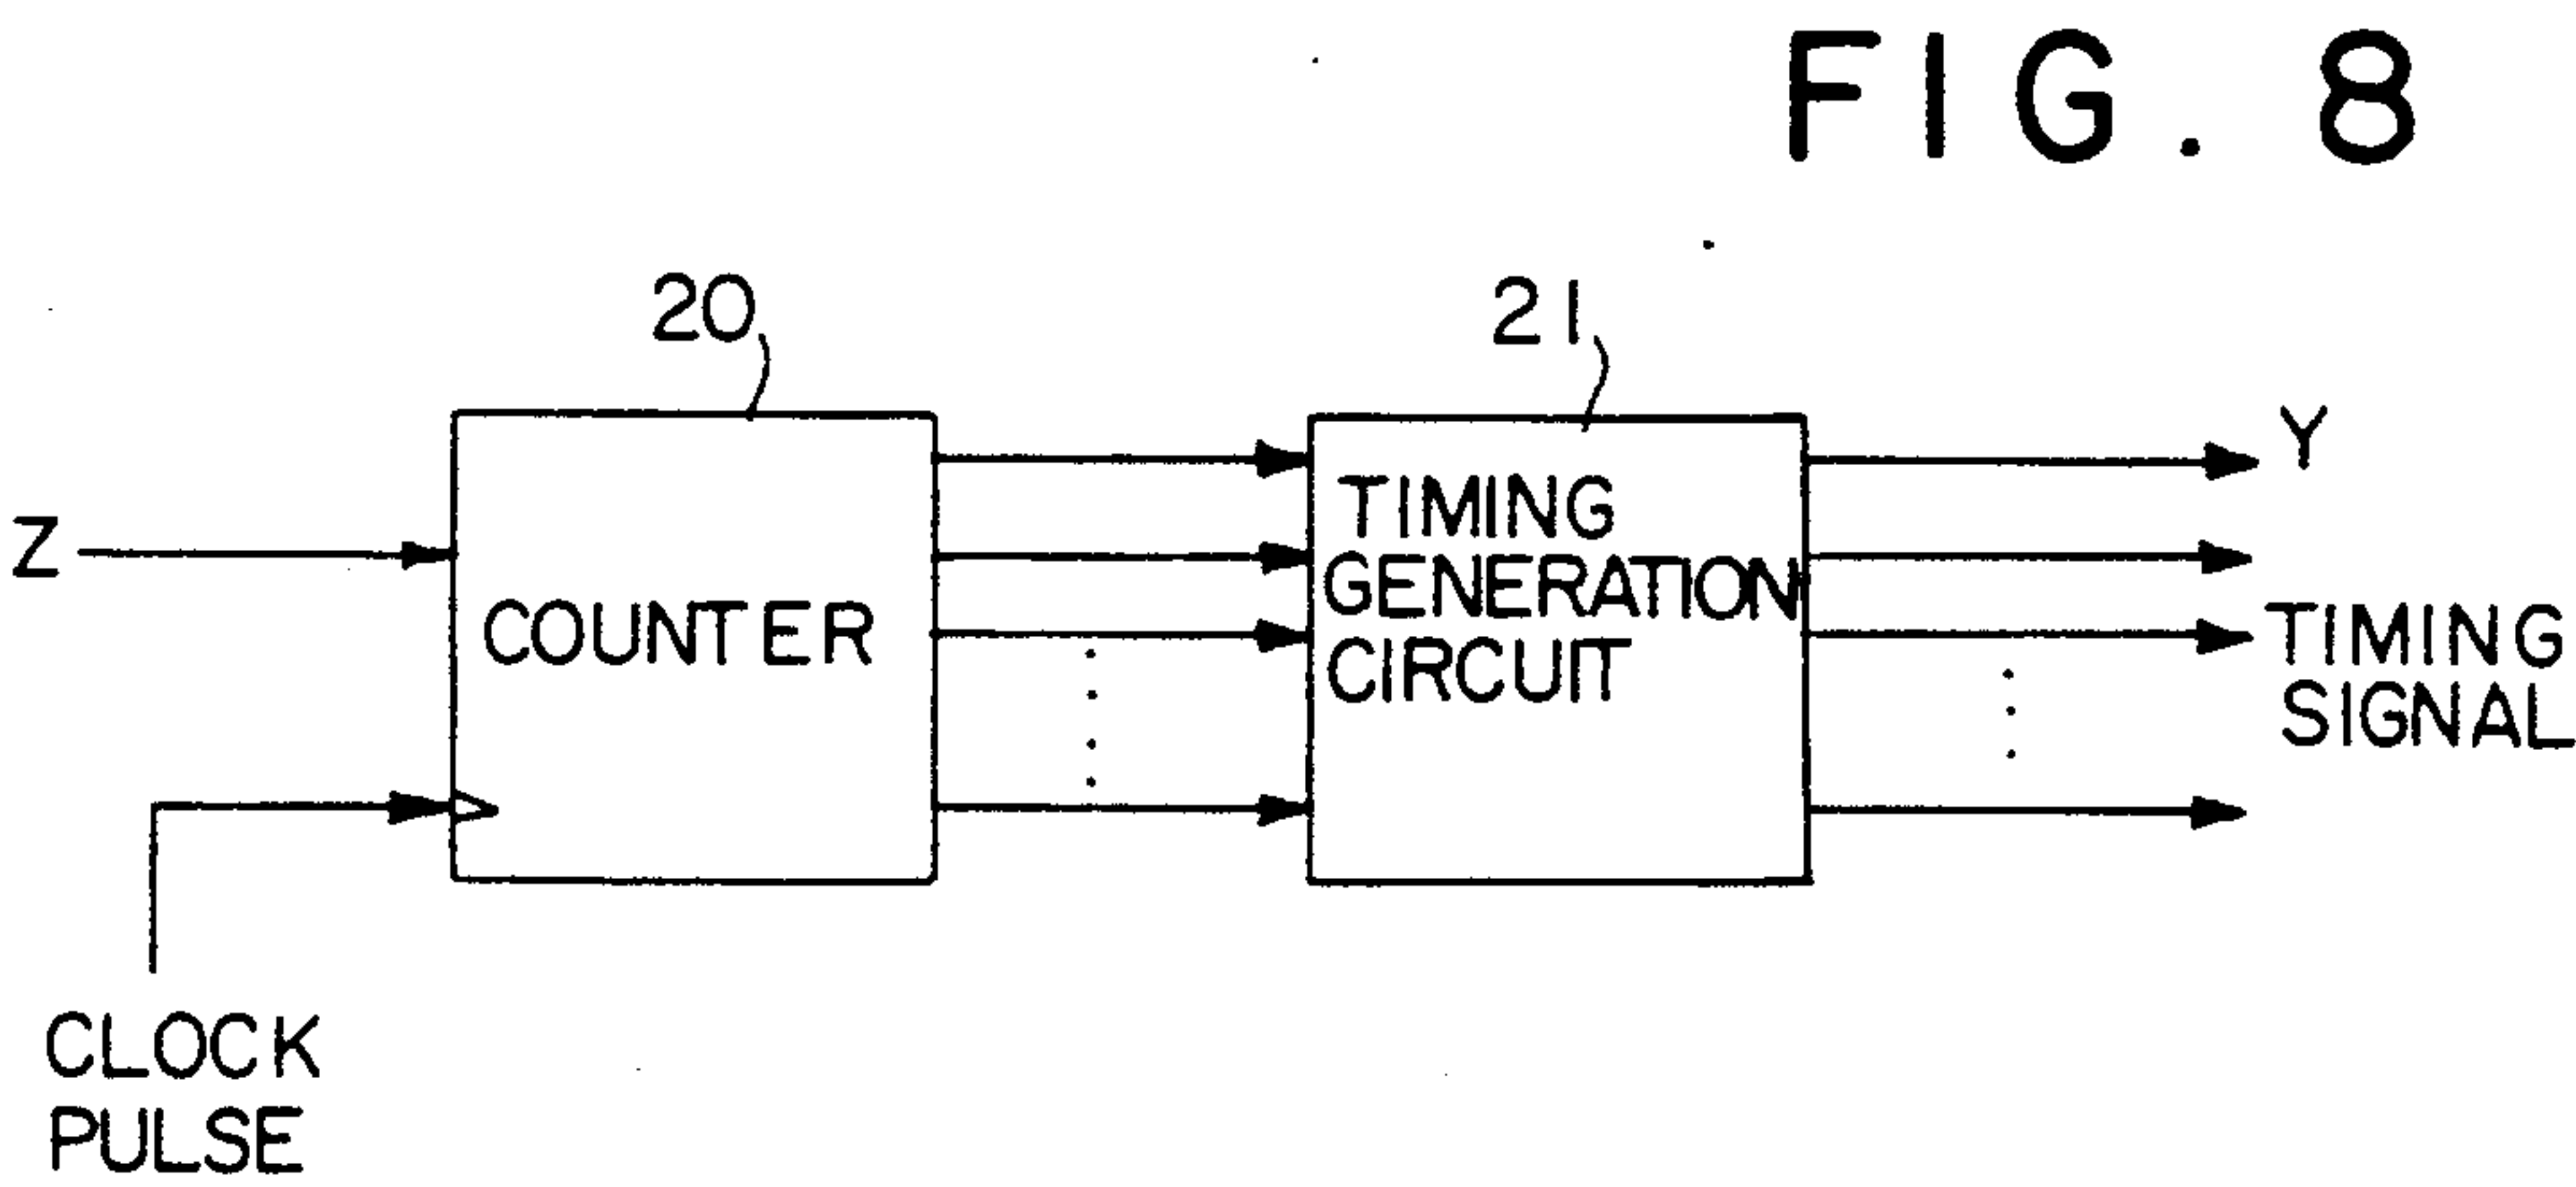 FIG. 8
20
21
Y
Z
COUNTER
TIMING
GENERATION
CIRCUIT
TIMING
SIGNAL
CLOCK
PULSE